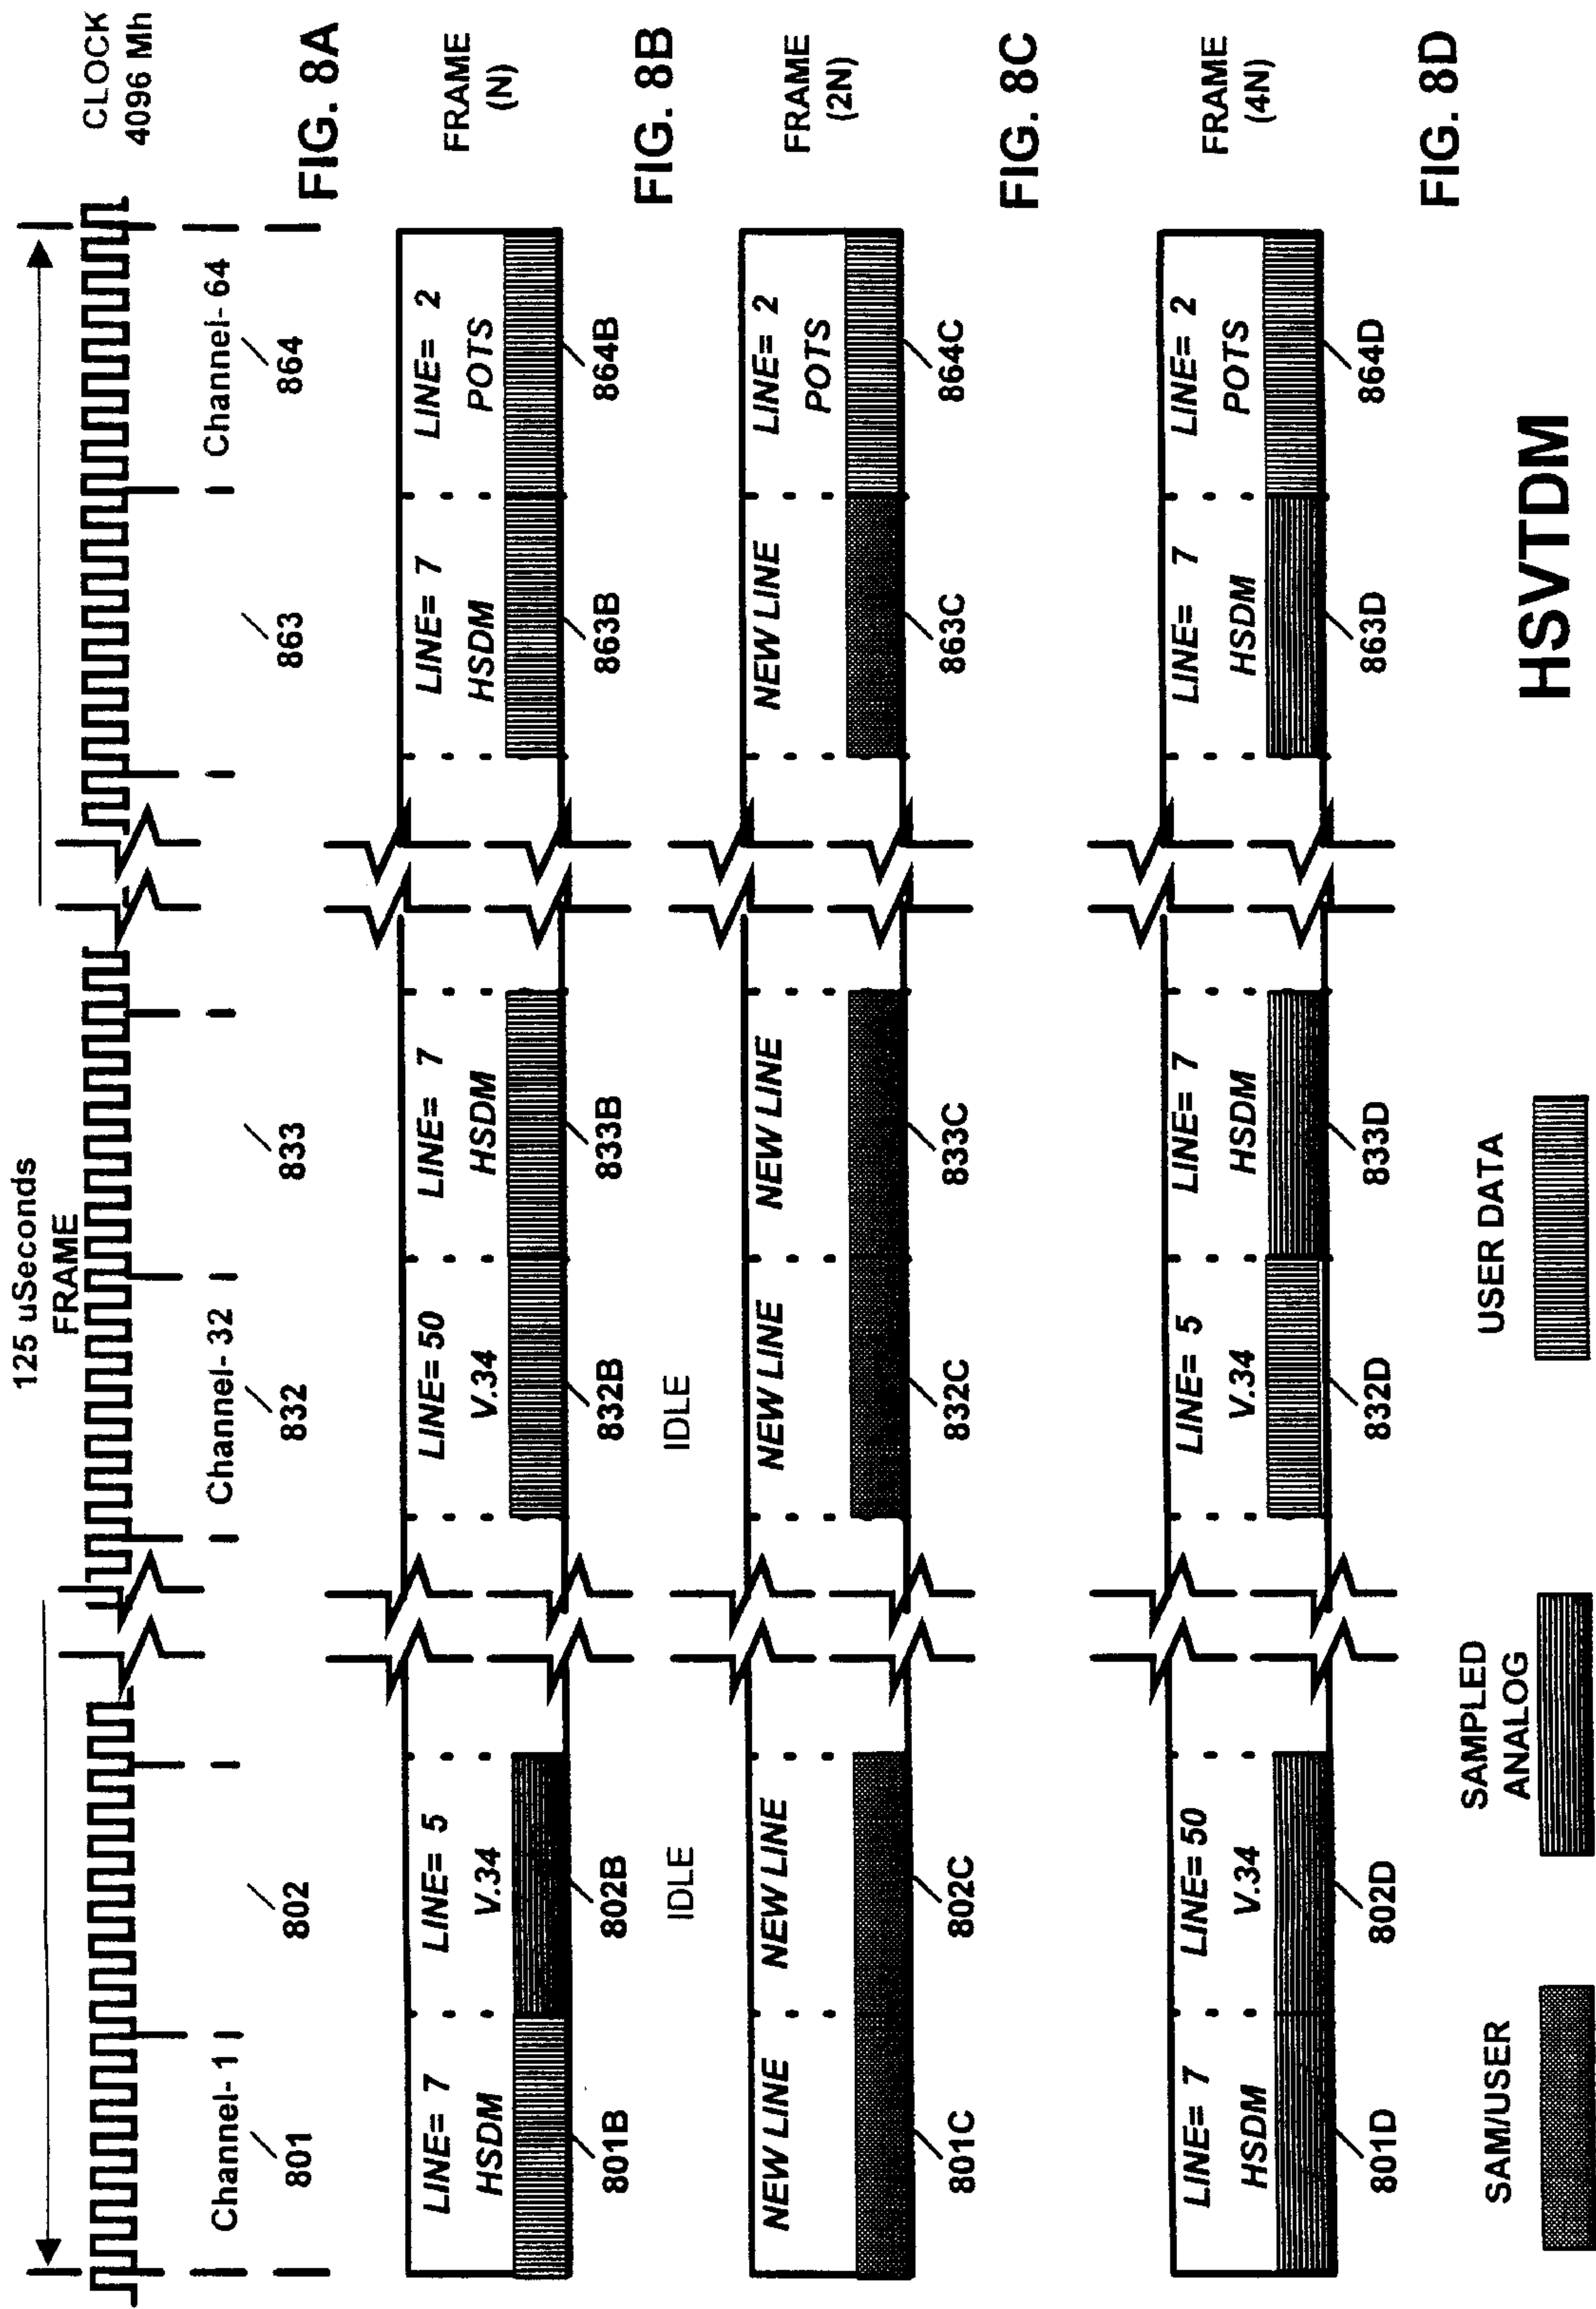 125 uSeconds
FRAME
CLOCK
4096 Mh
Channel- 1
Channel- 32
Channel- 64
801
802
832
833
863
864
FIG. 8A
LINE= 7
HSDM
LINE= 5
V.34
LINE= 50
V.34
LINE= 7
HSDM
LINE= 7
HSDM
LINE= 2
POTS
FRAME
(N)
801B
802B
832B
833B
863B
864B
FIG. 8B
IDLE
IDLE
NEW LINE
NEW LINE
NEW LINE
NEW LINE
NEW LINE
LINE= 2
POTS
FRAME
(2N)
801C
802C
832C
833C
863C
864C
FIG. 8C
LINE= 7
HSDM
LINE= 50
V.34
LINE= 5
V.34
LINE= 7
HSDM
LINE= 7
HSDM
LINE= 2
POTS
FRAME
(4N)
801D
802D
832D
833D
863D
864D
FIG. 8D
SAM/USER
SAMPLED
ANALOG
USER DATA
HSVTDM